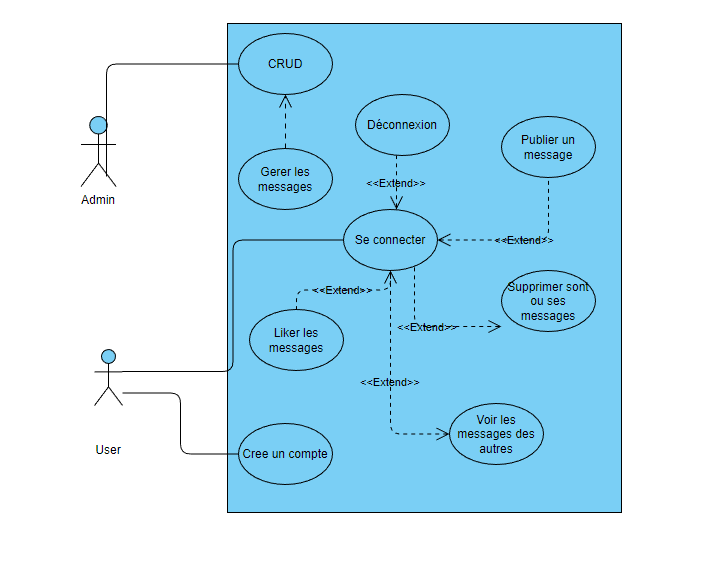 CRUD
Déconnexion
Publier un
message
Admin
Gerer les
messages
<<Extend>>
Se connecter
<<Extend>>
<<Extend>>
Supprimer sont
ou ses
messages
Liker les
messages
<<Extend>>
<<Extend>>
Voir les
messages des
autres
User
Cree un compte